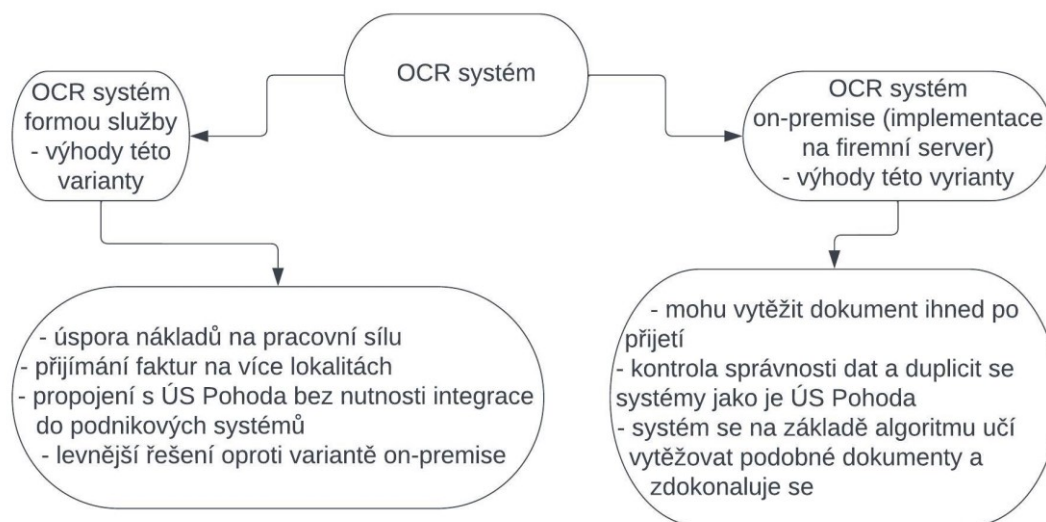 OCR systém
OCR systém
formou služby
- výhody této
varianty
OCR systém
on-premise (implementace
na firemní server)
- výhody této vyrianty
- úspora nákladů na pracovní sílu
- přijímání faktur na více lokalitách
- propojení s ÚS Pohoda bez nutnosti integrace
do podnikových systémů
- levnější řešení oproti variantě on-premise
- mohu vytěžit dokument ihned po
přijetí
- kontrola správnosti dat a duplicit se
systémy jako je ÚS Pohoda
- systém se na základě algoritmu učí
vytěžovat podobné dokumenty a
zdokonaluje se